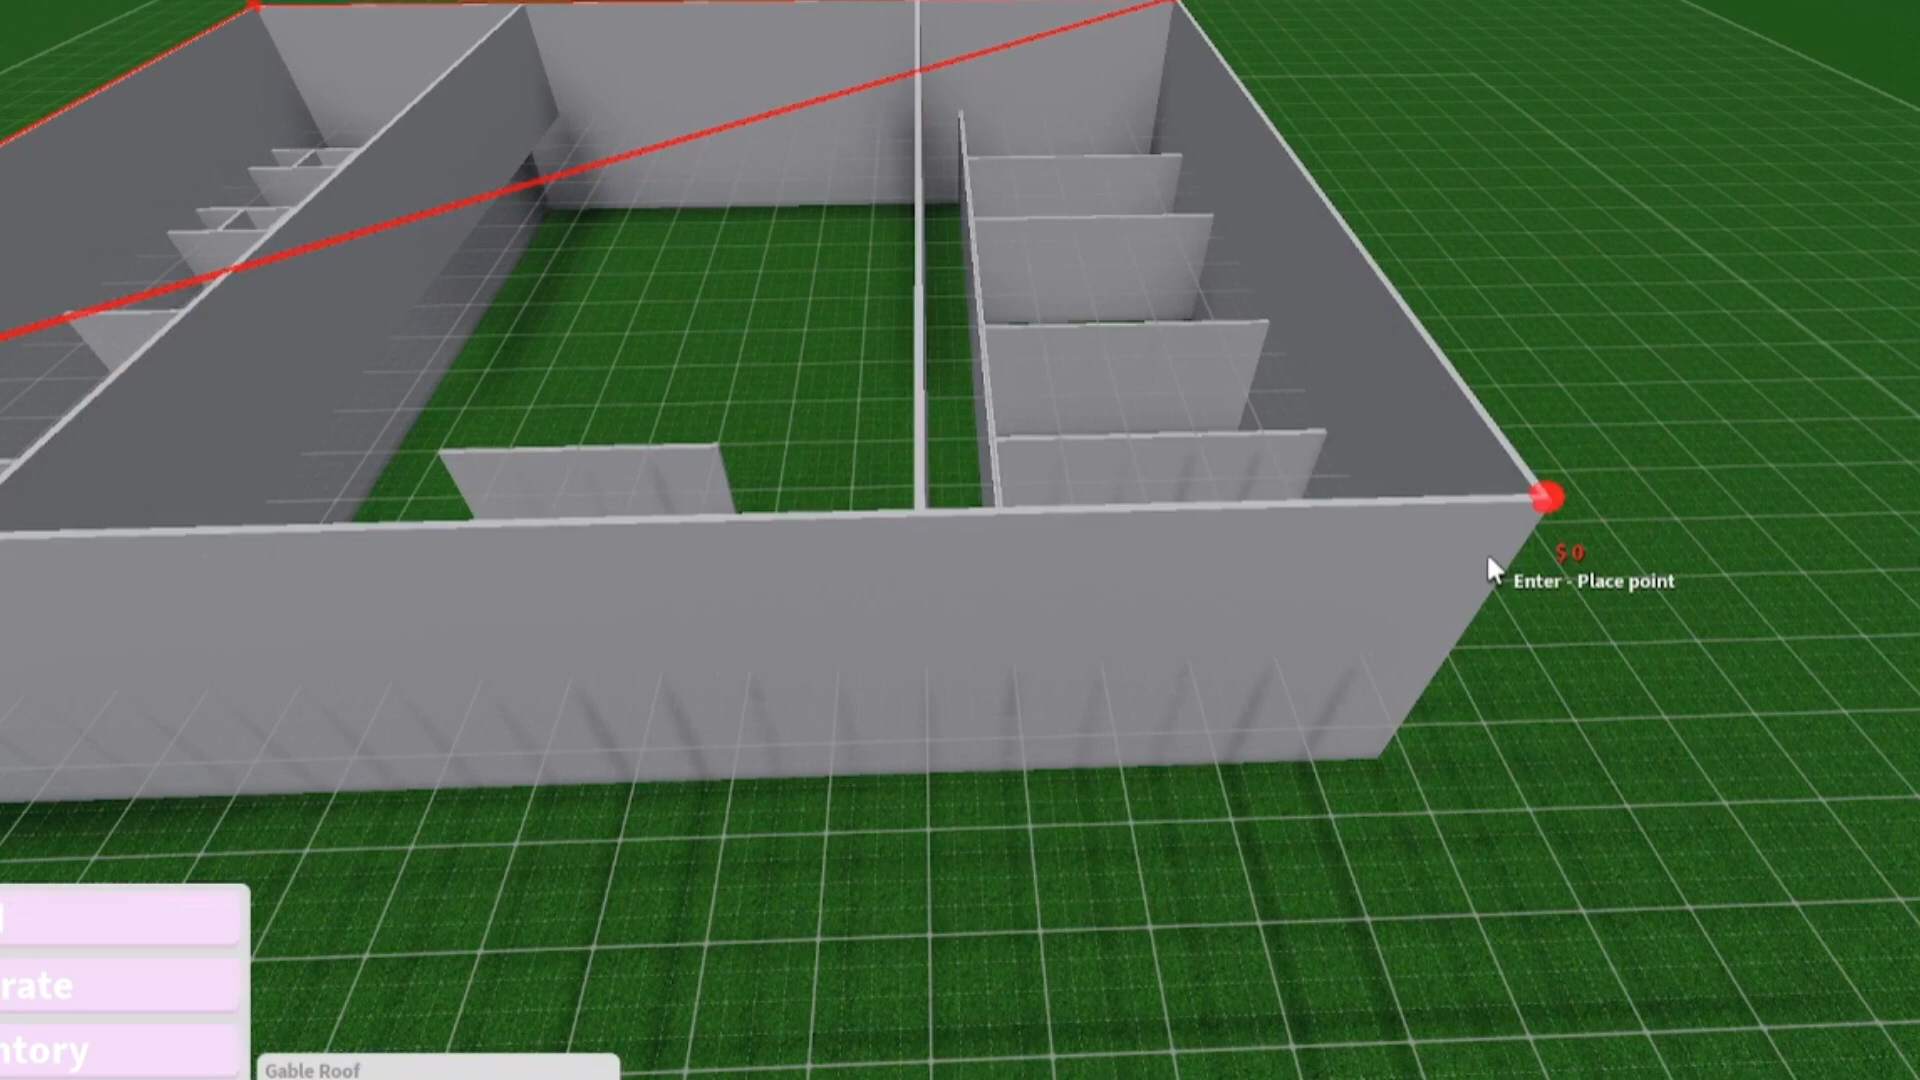 $ 0
Enter - Place point
rate
ntory
Gable Roof